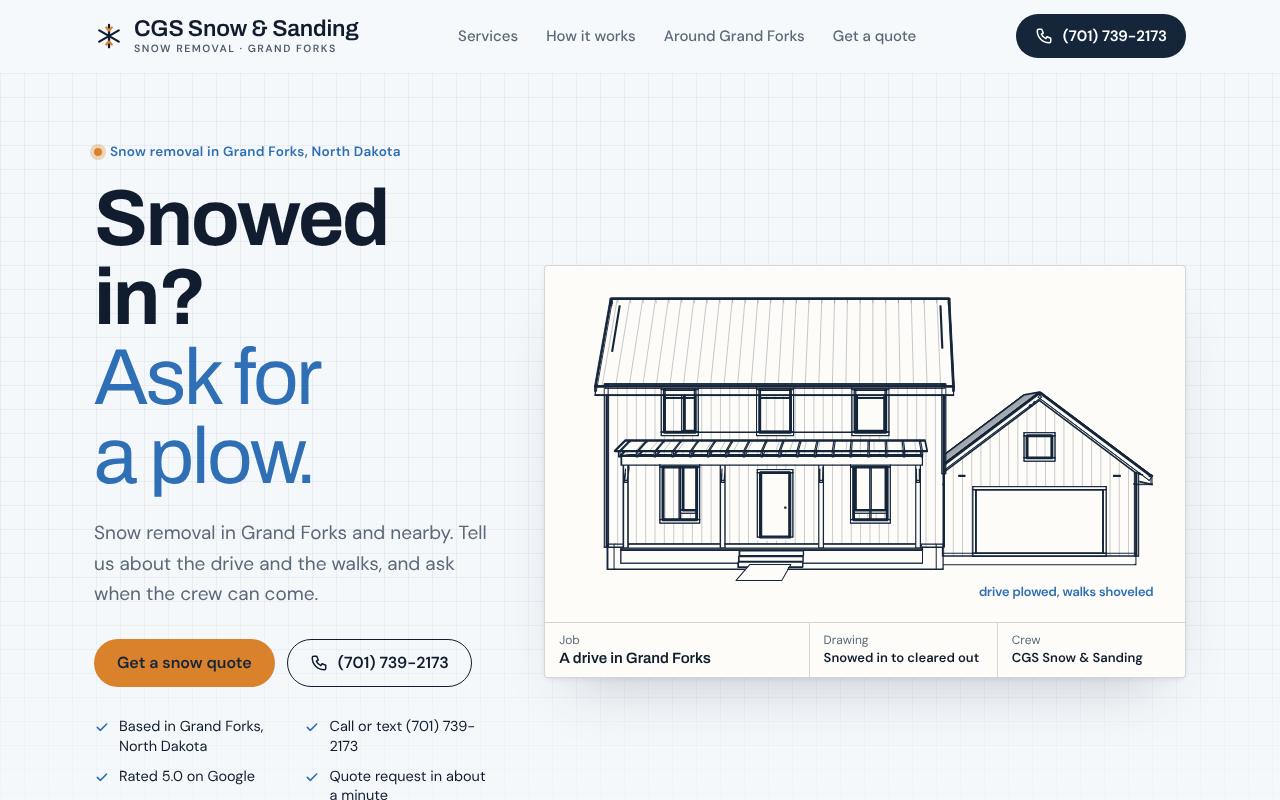 CGS Snow & Sanding
SNOW REMOVAL · GRAND FORKS
Services
How it works
Around Grand Forks
Get a quote
(701) 739-2173
Snow removal in Grand Forks, North Dakota
Snowed
in?
Ask for
a plow.
Snow removal in Grand Forks and nearby. Tell
us about the drive and the walks, and ask
when the crew can come.
Get a snow quote
(701) 739-2173
Based in Grand Forks,
North Dakota
Call or text (701) 739-
2173
Rated 5.0 on Google
Quote request in about
a minute
drive plowed, walks shoveled
Job
A drive in Grand Forks
Drawing
Snowed in to cleared out
Crew
CGS Snow & Sanding